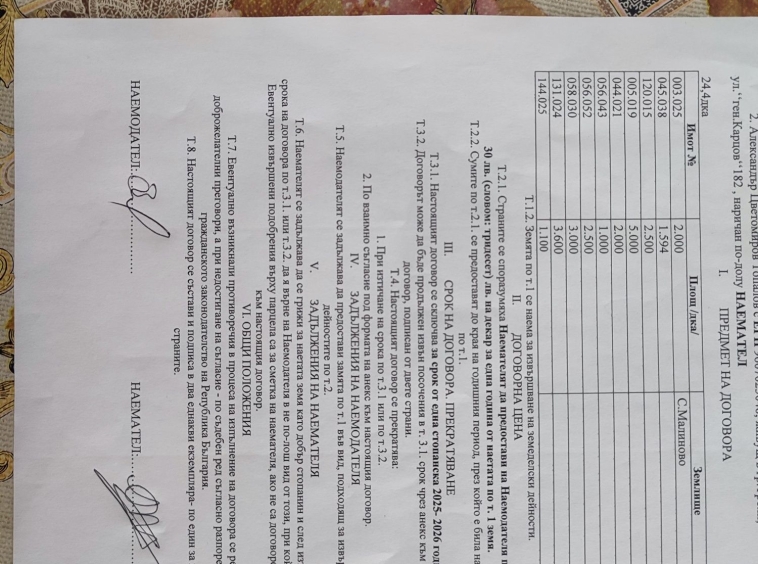 2. Александър Цветомиров Топалов с ЕГН
ул.“ген.Карцов“182 , наричан по-долу НАЕМАТЕЛ
I. ПРЕДМЕТ НА ДОГОВОРА
24,4дка
Имот № Площ /дка/ Землище
003.025 2.000 С.Малиново
045.038 1.594
120.015 2.500
005.019 5.000
044.021 2.000
056.043 1.000
056.052 2.500
058.030 3.000
131.024 3.600
144.025 1.100
Т.1.2. Земята по т.1 се наема за извършване на земеделски дейности.
II. ДОГОВОРНА ЦЕНА
Т.2.1. Страните се споразумяха Наемателят да предостави на Наемодателя
30 лв. (словом: тридесет) лв. на декар за една година от наетата по т. 1 земя.
Т.2.2. Сумите по т.2.1. се предоставят до края на годишния период, през който е била
по т.1.
III. СРОК НА ДОГОВОРА. ПРЕКРАТЯВАНЕ
Т.3.1. Настоящият договор се сключва за срок от една стопанска 2025- 2026
Т.3.2. Договорът може да бъде продължен извън посочения в т. 3.1. срок чрез анекс към
договор, подписан от двете страни.
Т.4. Настоящият договор се прекратява:
1. При изтичане на срока по т.3.1 или по т.3.2.
2. По взаимно съгласие под формата на анекс към настоящия договор.
IV. ЗАДЪЛЖЕНИЯ НА НАЕМОДАТЕЛЯ
Т.5. Наемодателят се задължава да предостави замята по т.1 във вид, подходящ за
дейностите по т.2.
V. ЗАДЪЛЖЕНИЯ НА НАЕМАТЕЛЯ
Т.6. Наемателят се задължава да се грижи за наетата земя като добър стопанин и след
срока на договора по т.3.1. или т.3.2. да я върне на Наемодателя в не по-лош вид от този, при
Евентуално извършени подобрения върху парцела са за сметка на наемателя, ако не са
към настоящия договор.
VI. ОБЩИ ПОЛОЖЕНИЯ
Т.7. Евентуално възникнали противоречия в процеса на изпълнение на договора се
доброжелателни преговори, а при недостигане на съгласие - по съдебен ред съгласно
гражданското законодателство на Република България.
Т.8. Настоящият договор се състави и подписа в два еднакви екземпляра- по един за
страните.
НАЕМОДАТЕЛ: НАЕМАТЕЛ: